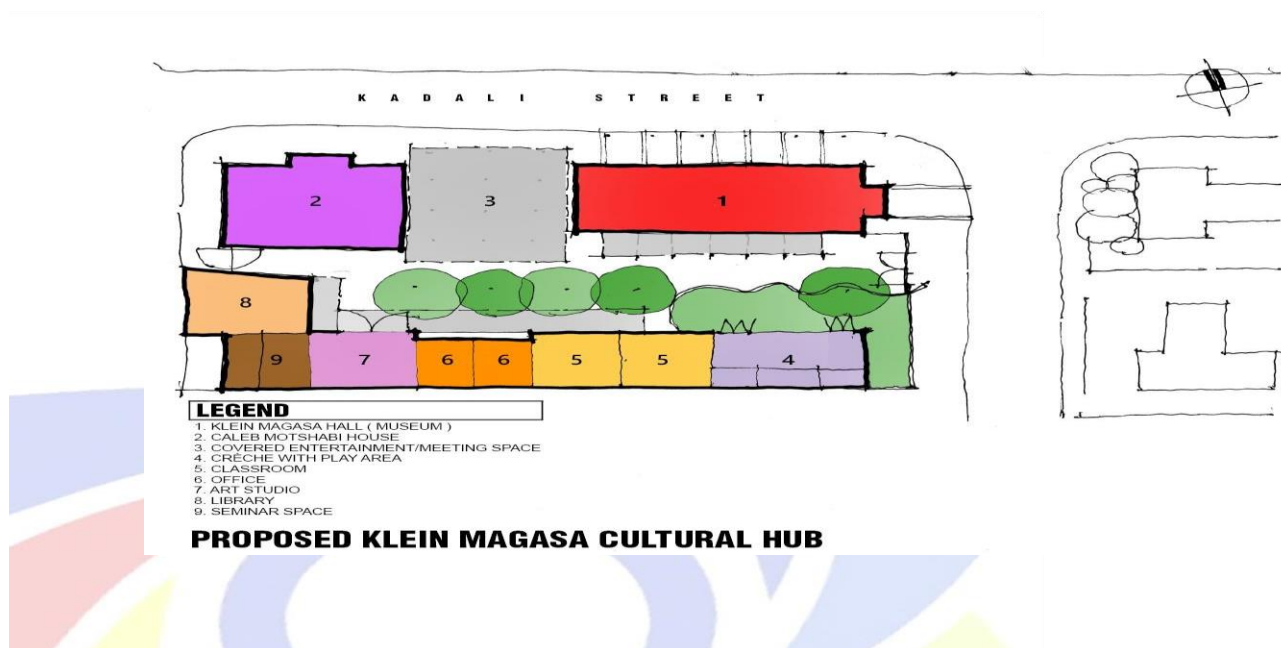 KADALI STREET
2
3
1
8
9
7
6
6
5
5
4
LEGEND
1. KLEIN MAGASA HALL ( MUSEUM )
2. CALEB MOTSHABI HOUSE
3. COVERED ENTERTAINMENT/MEETING SPACE
4. CRÈCHE WITH PLAY AREA
5. CLASSROOM
6. OFFICE
7. ART STUDIO
8. LIBRARY
9. SEMINAR SPACE
PROPOSED KLEIN MAGASA CULTURAL HUB